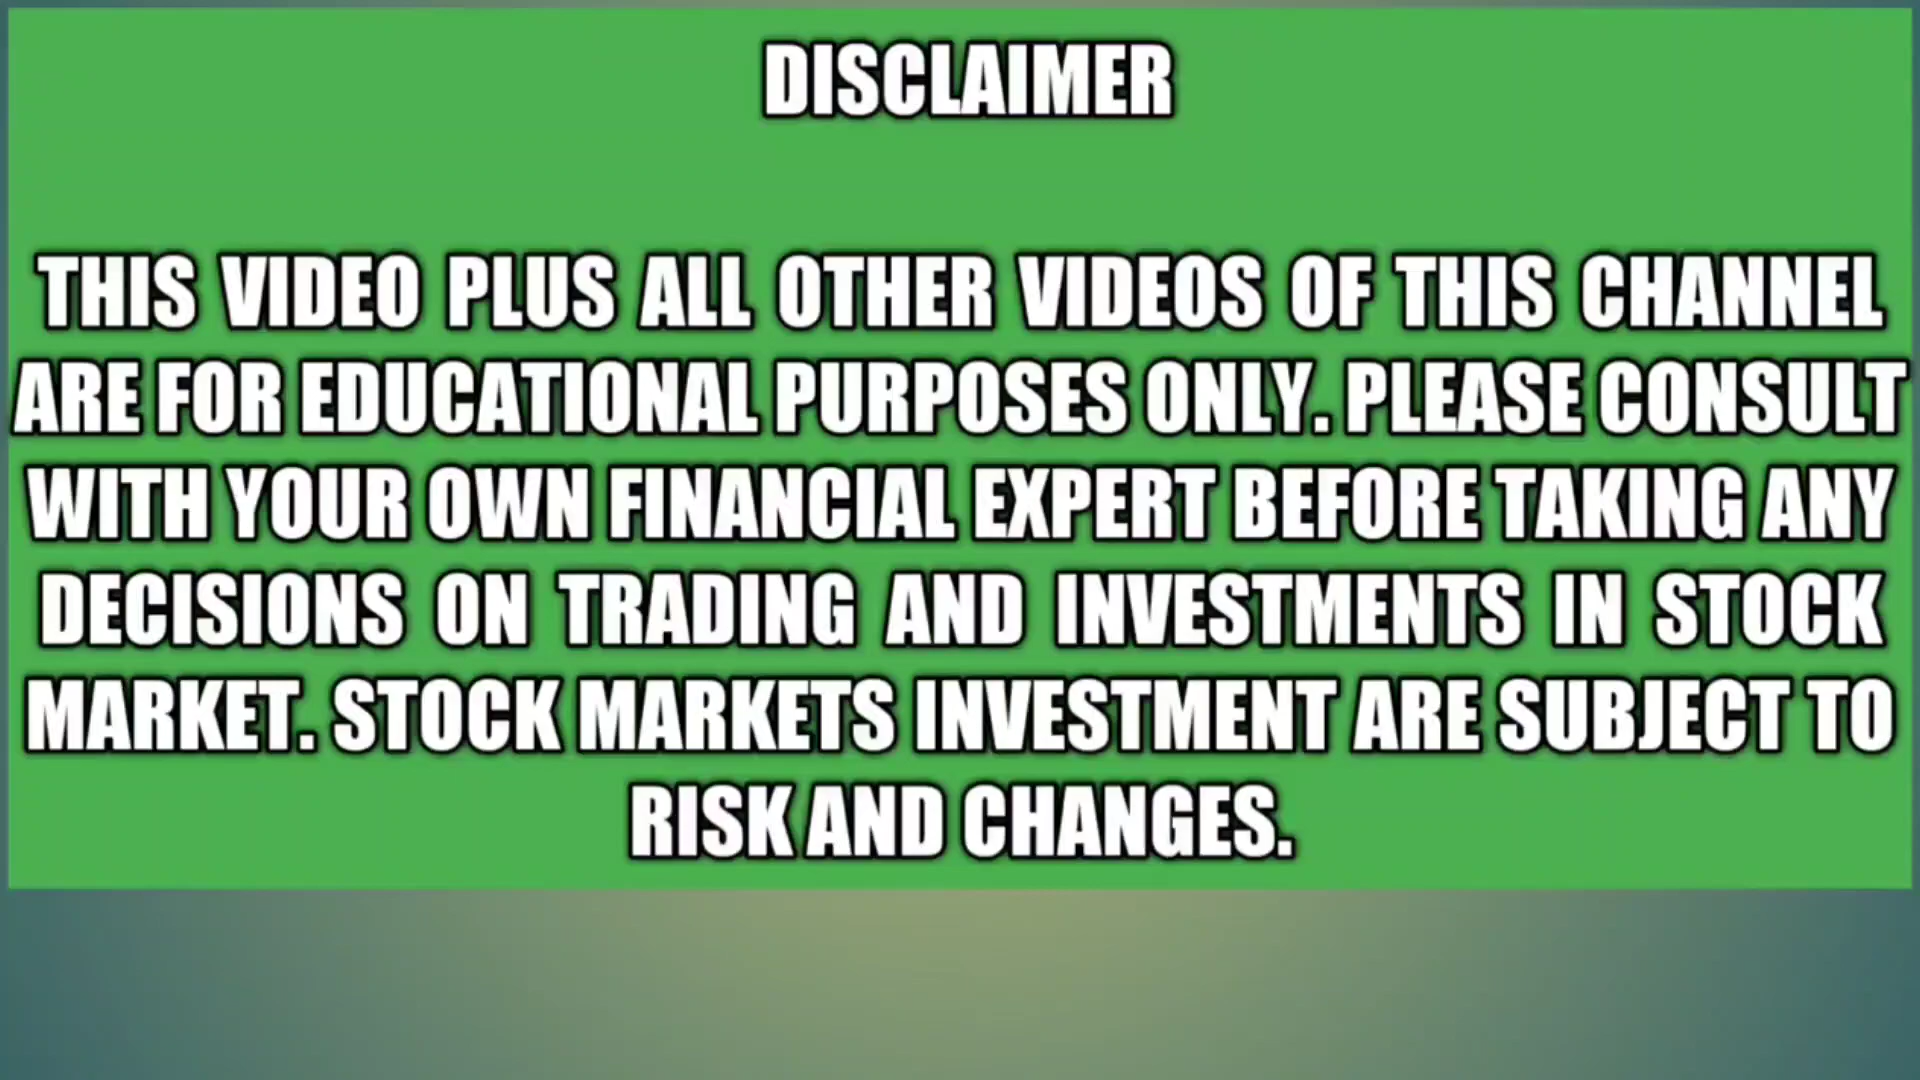 DISCLAIMER
THIS VIDEO PLUS ALL OTHER VIDEOS OF THIS CHANNEL
ARE FOR EDUCATIONAL PURPOSES ONLY. PLEASE CONSULT
WITH YOUR OWN FINANCIAL EXPERT BEFORE TAKING ANY
DECISIONS ON TRADING AND INVESTMENTS IN STOCK
MARKET. STOCK MARKETS INVESTMENT ARE SUBJECT TO
RISK AND CHANGES.